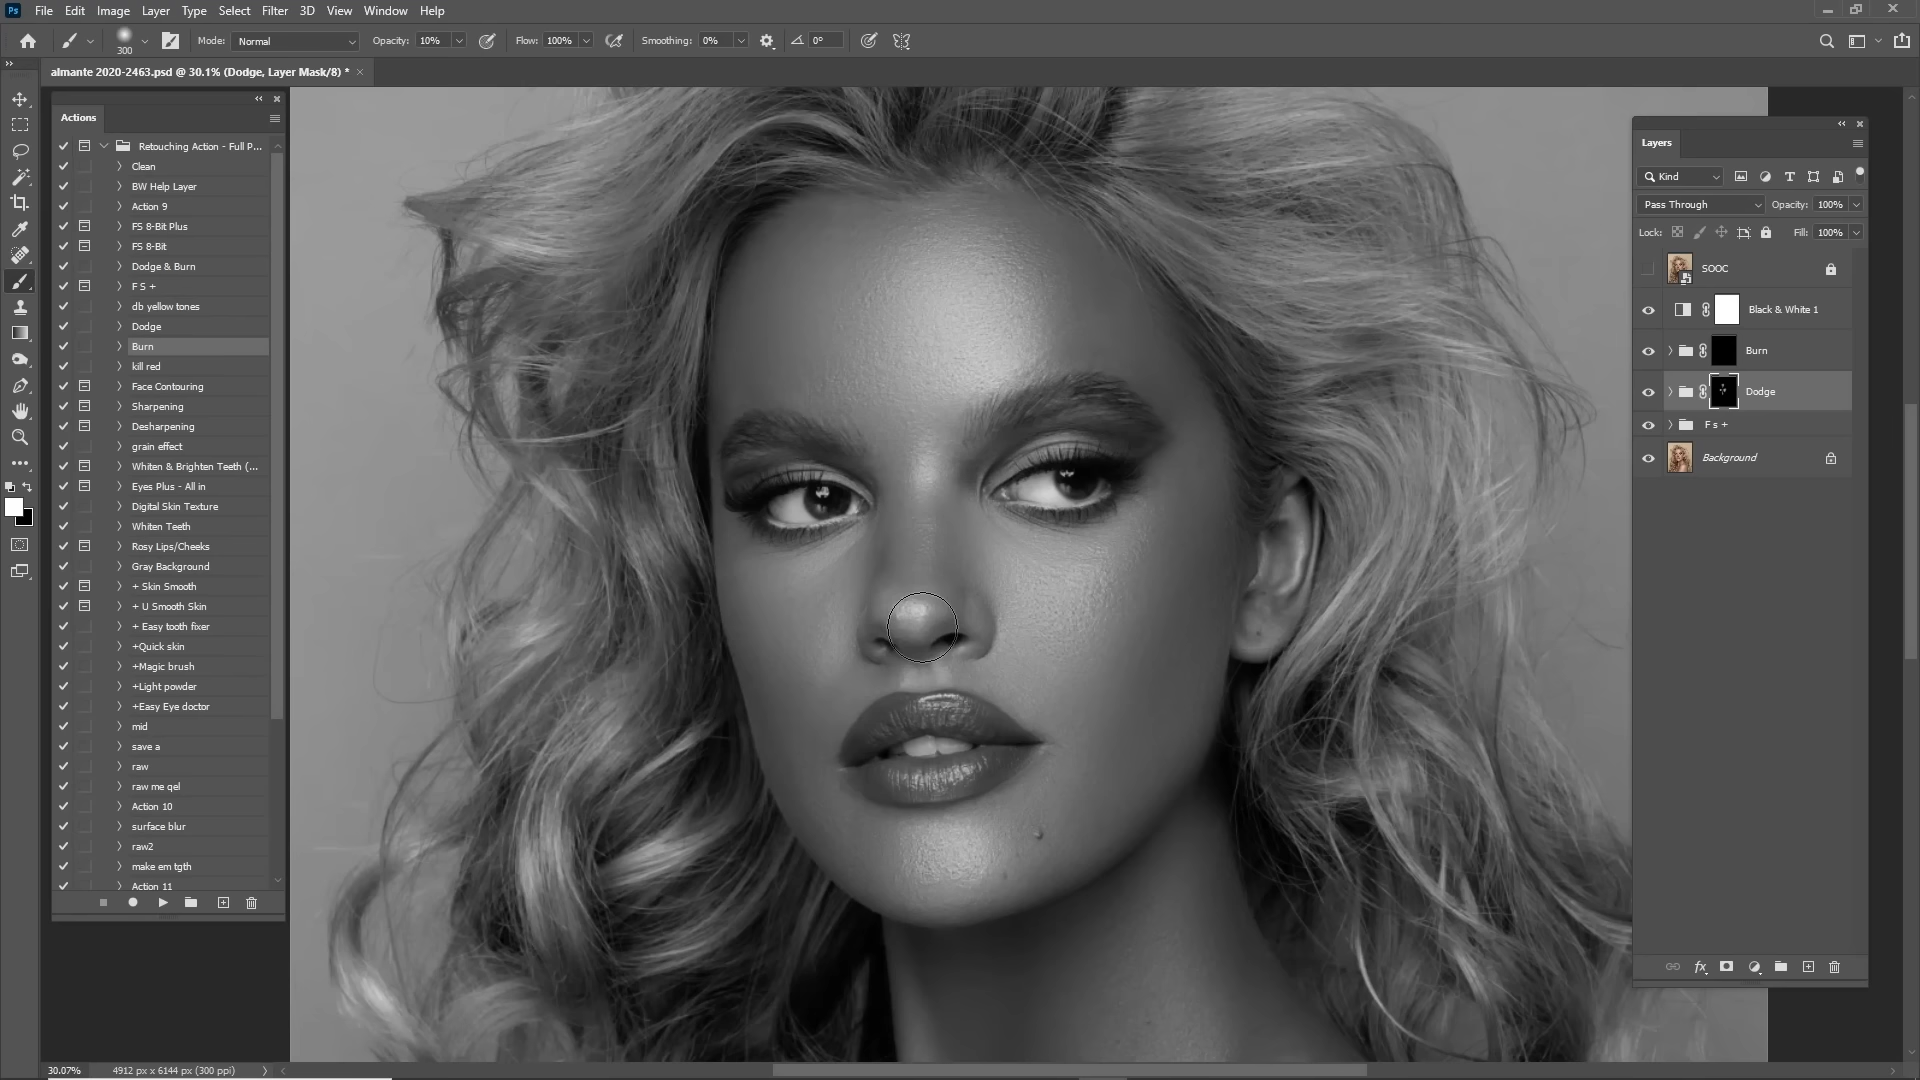 Ps File Edit Image Layer Type Select Filter 3D View Window Help
300 Mode: Normal Opacity: 10% Flow: 100% Smoothing: 0% 0°
almante 2020-2463.psd @ 30.1% (Dodge, Layer Mask/8) *
Actions
Retouching Action - Full P...
Clean
BW Help Layer
Action 9
FS 8-Bit Plus
FS 8-Bit
Dodge & Burn
F S +
db yellow tones
Dodge
Burn
kill red
Face Contouring
Sharpening
Desharpening
grain effect
Whiten & Brighten Teeth (...
Eyes Plus - All in
Digital Skin Texture
Whiten Teeth
Rosy Lips/Cheeks
Gray Background
+ Skin Smooth
+ U Smooth Skin
+ Easy tooth fixer
+Quick skin
+Magic brush
+Light powder
+Easy Eye doctor
mid
save a
raw
raw me qel
Action 10
surface blur
raw2
make em tgth
Action 11
Layers
Kind
Pass Through Opacity: 100%
Lock: Fill: 100%
SOOC
Black & White 1
Burn
Dodge
F s +
Background
30.07% 4912 px x 6144 px (300 ppi)